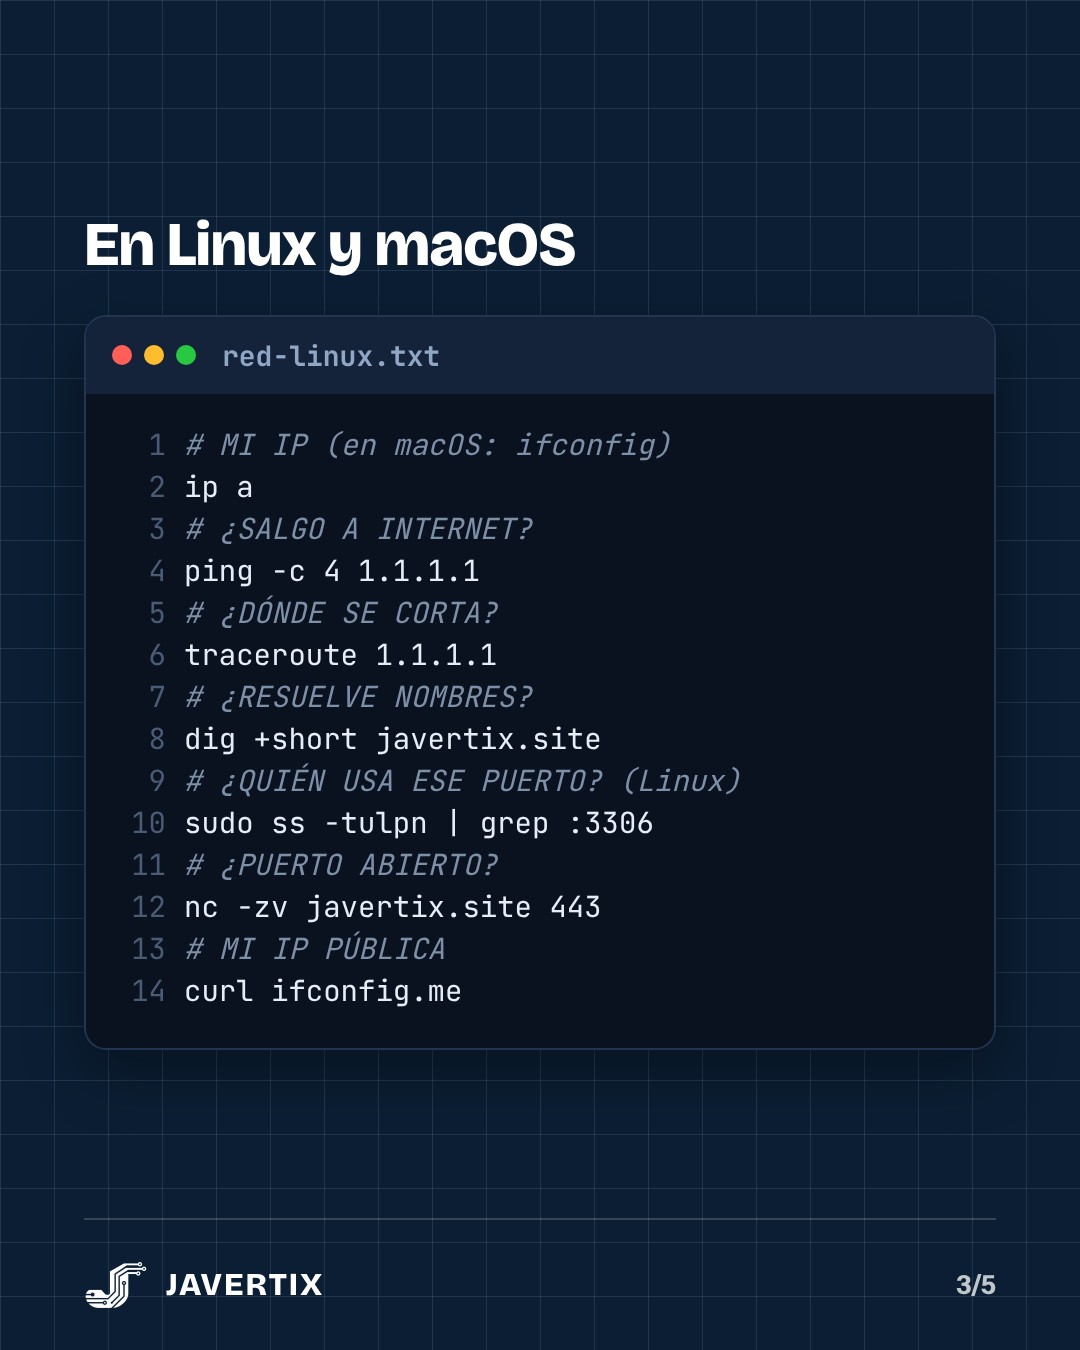 En Linux y macOS
red-linux.txt
1 # MI IP (en macOS: ifconfig)
2 ip a
3 # ¿SALGO A INTERNET?
4 ping -c 4 1.1.1.1
5 # ¿DÓNDE SE CORTA?
6 traceroute 1.1.1.1
7 # ¿RESUELVE NOMBRES?
8 dig +short javertix.site
9 # ¿QUIÉN USA ESE PUERTO? (Linux)
10 sudo ss -tulpn | grep :3306
11 # ¿PUERTO ABIERTO?
12 nc -zv javertix.site 443
13 # MI IP PÚBLICA
14 curl ifconfig.me
JAVERTIX
3/5